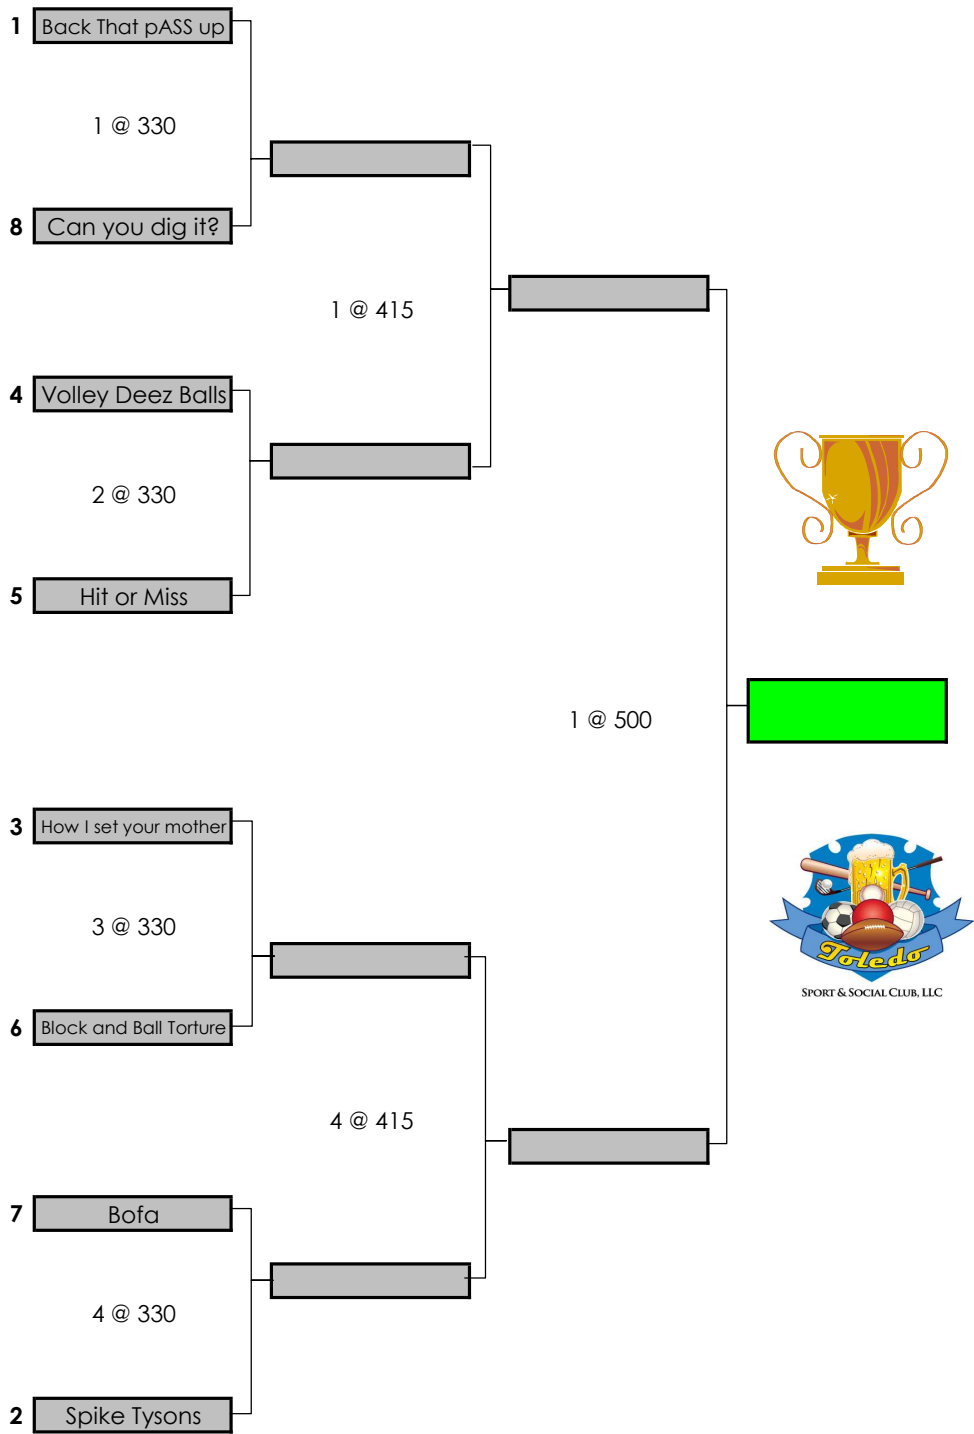 1 Back That pASS up
1 @ 330
8 Can you dig it?
1 @ 415
4 Volley Deez Balls
2 @ 330
5 Hit or Miss
1 @ 500
3 How I set your mother
3 @ 330
6 Block and Ball Torture
4 @ 415
7 Bofa
4 @ 330
2 Spike Tysons
Toledo
SPORT & SOCIAL CLUB, LLC